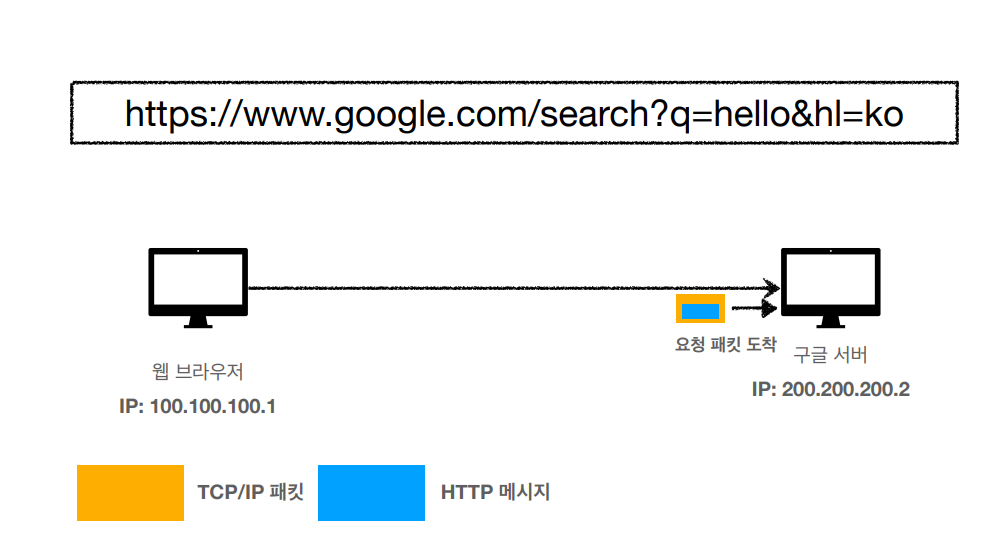 https://www.google.com/search?q=hello&hl=ko
요청 패킷 도착
웹 브라우저
IP: 100.100.100.1
구글 서버
IP: 200.200.200.2
TCP/IP 패킷
HTTP 메시지